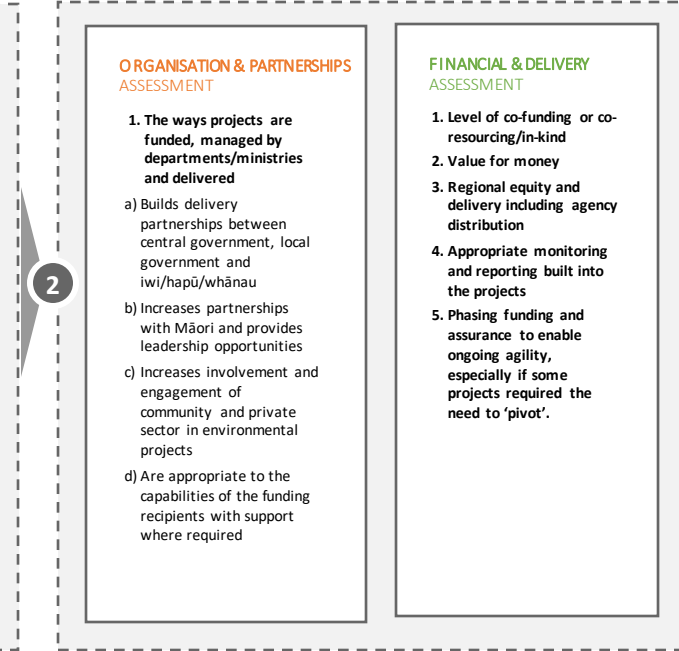 2
ORGANISATION & PARTNERSHIPS
ASSESSMENT
1. The ways projects are
funded, managed by
departments/ministries
and delivered
a) Builds delivery
partnerships between
central government, local
government and
iwi/hapū/whānau
b) Increases partnerships
with Māori and provides
leadership opportunities
c) Increases involvement and
engagement of
community and private
sector in environmental
projects
d) Are appropriate to the
capabilities of the funding
recipients with support
where required
FINANCIAL & DELIVERY
ASSESSMENT
1. Level of co-funding or co-
resourcing/in-kind
2. Value for money
3. Regional equity and
delivery including agency
distribution
4. Appropriate monitoring
and reporting built into
the projects
5. Phasing funding and
assurance to enable
ongoing agility,
especially if some
projects required the
need to ‘pivot’.